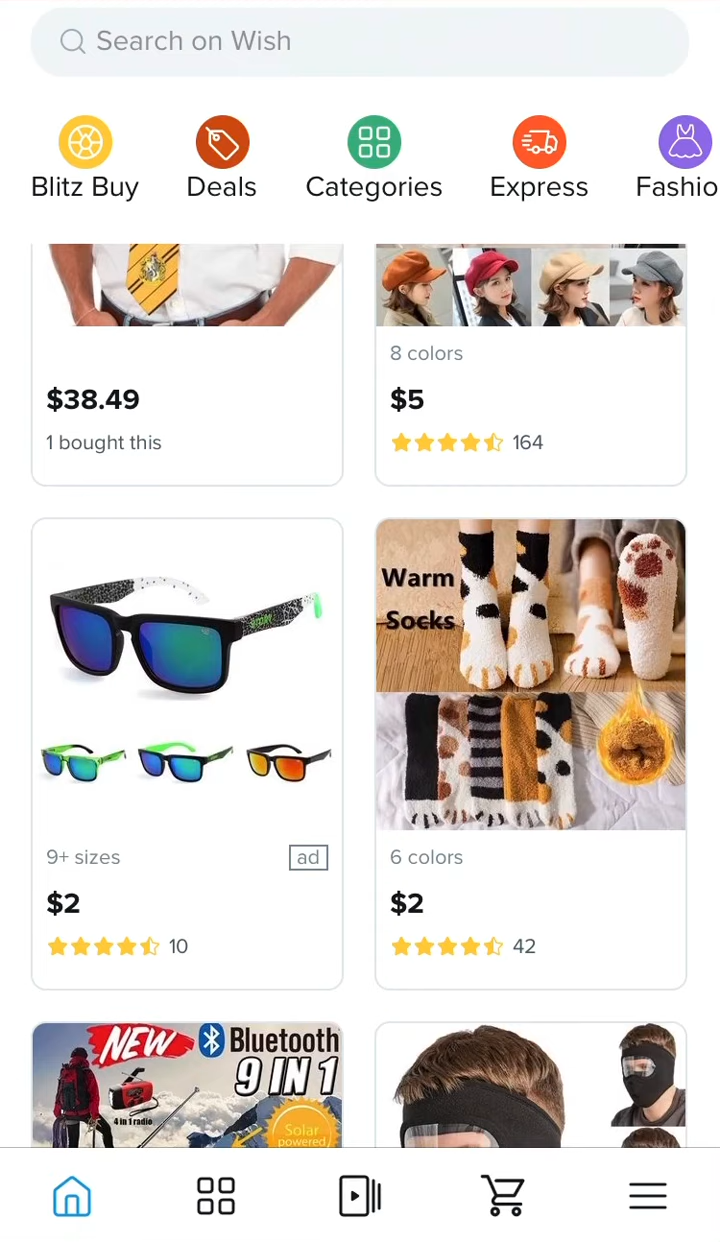 Search on Wish
Blitz Buy
Deals
Categories
Express
Fashio
$38.49
1 bought this
8 colors
$5
164
9+ sizes
ad
$2
10
Warm
Socks
6 colors
$2
42
NEW
Bluetooth
9 IN 1
4 in 1 radio
Solar
powered